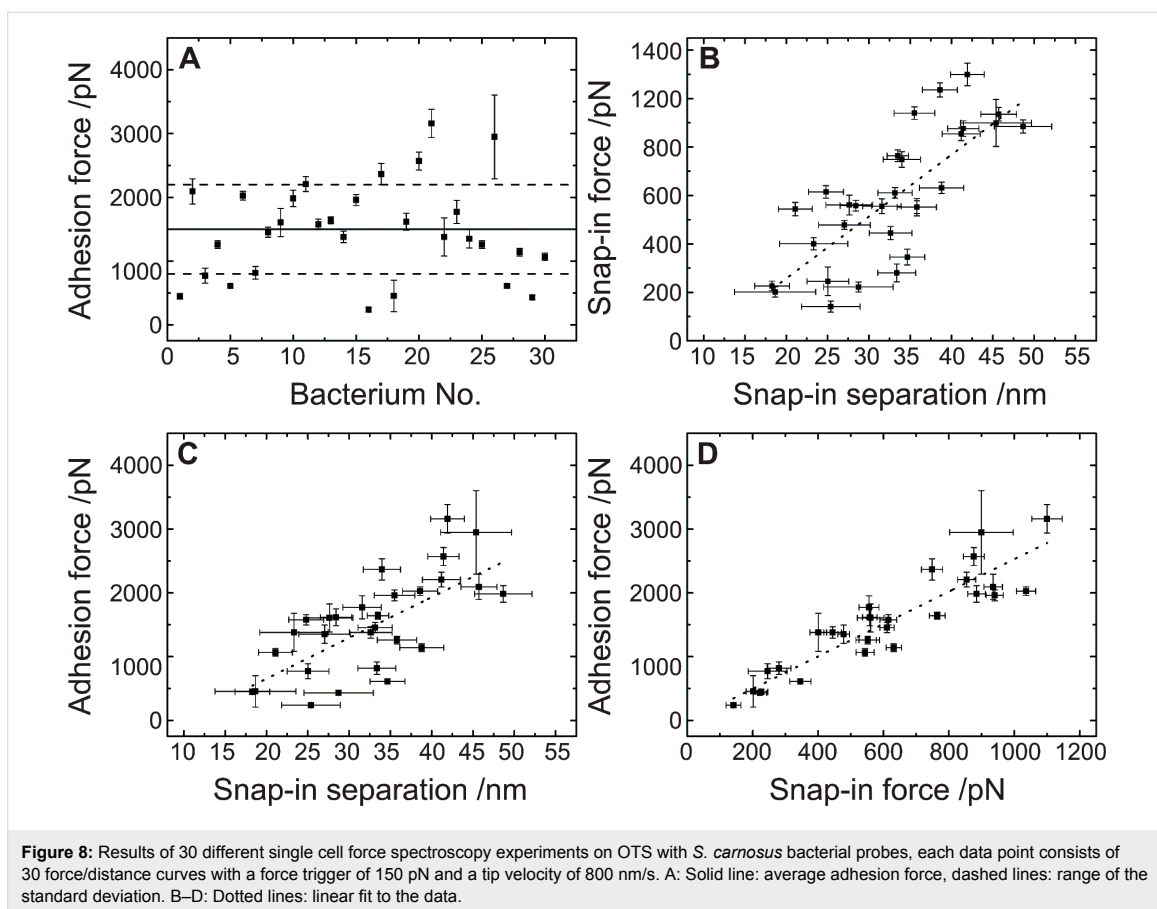 A
Adhesion force /pN
4000
3000
2000
1000
0
0 5 10 15 20 25 30
Bacterium No.
B
Snap-in force /pN
1400
1200
800
600
400
200
0
10 15 20 25 30 35 40 45 50 55
Snap-in separation /nm
C
Adhesion force /pN
4000
3000
2000
1000
0
10 15 20 25 30 35 40 45 50 55
Snap-in separation /nm
D
Adhesion force /pN
4000
3000
2000
1000
0
0 200 400 600 800 1000 1200
Snap-in force /pN
Figure 8: Results of 30 different single cell force spectroscopy experiments on OTS with S. carnosus bacterial probes, each data point consists of
30 force/distance curves with a force trigger of 150 pN and a tip velocity of 800 nm/s. A: Solid line: average adhesion force, dashed lines: range of the
standard deviation. B–D: Dotted lines: linear fit to the data.